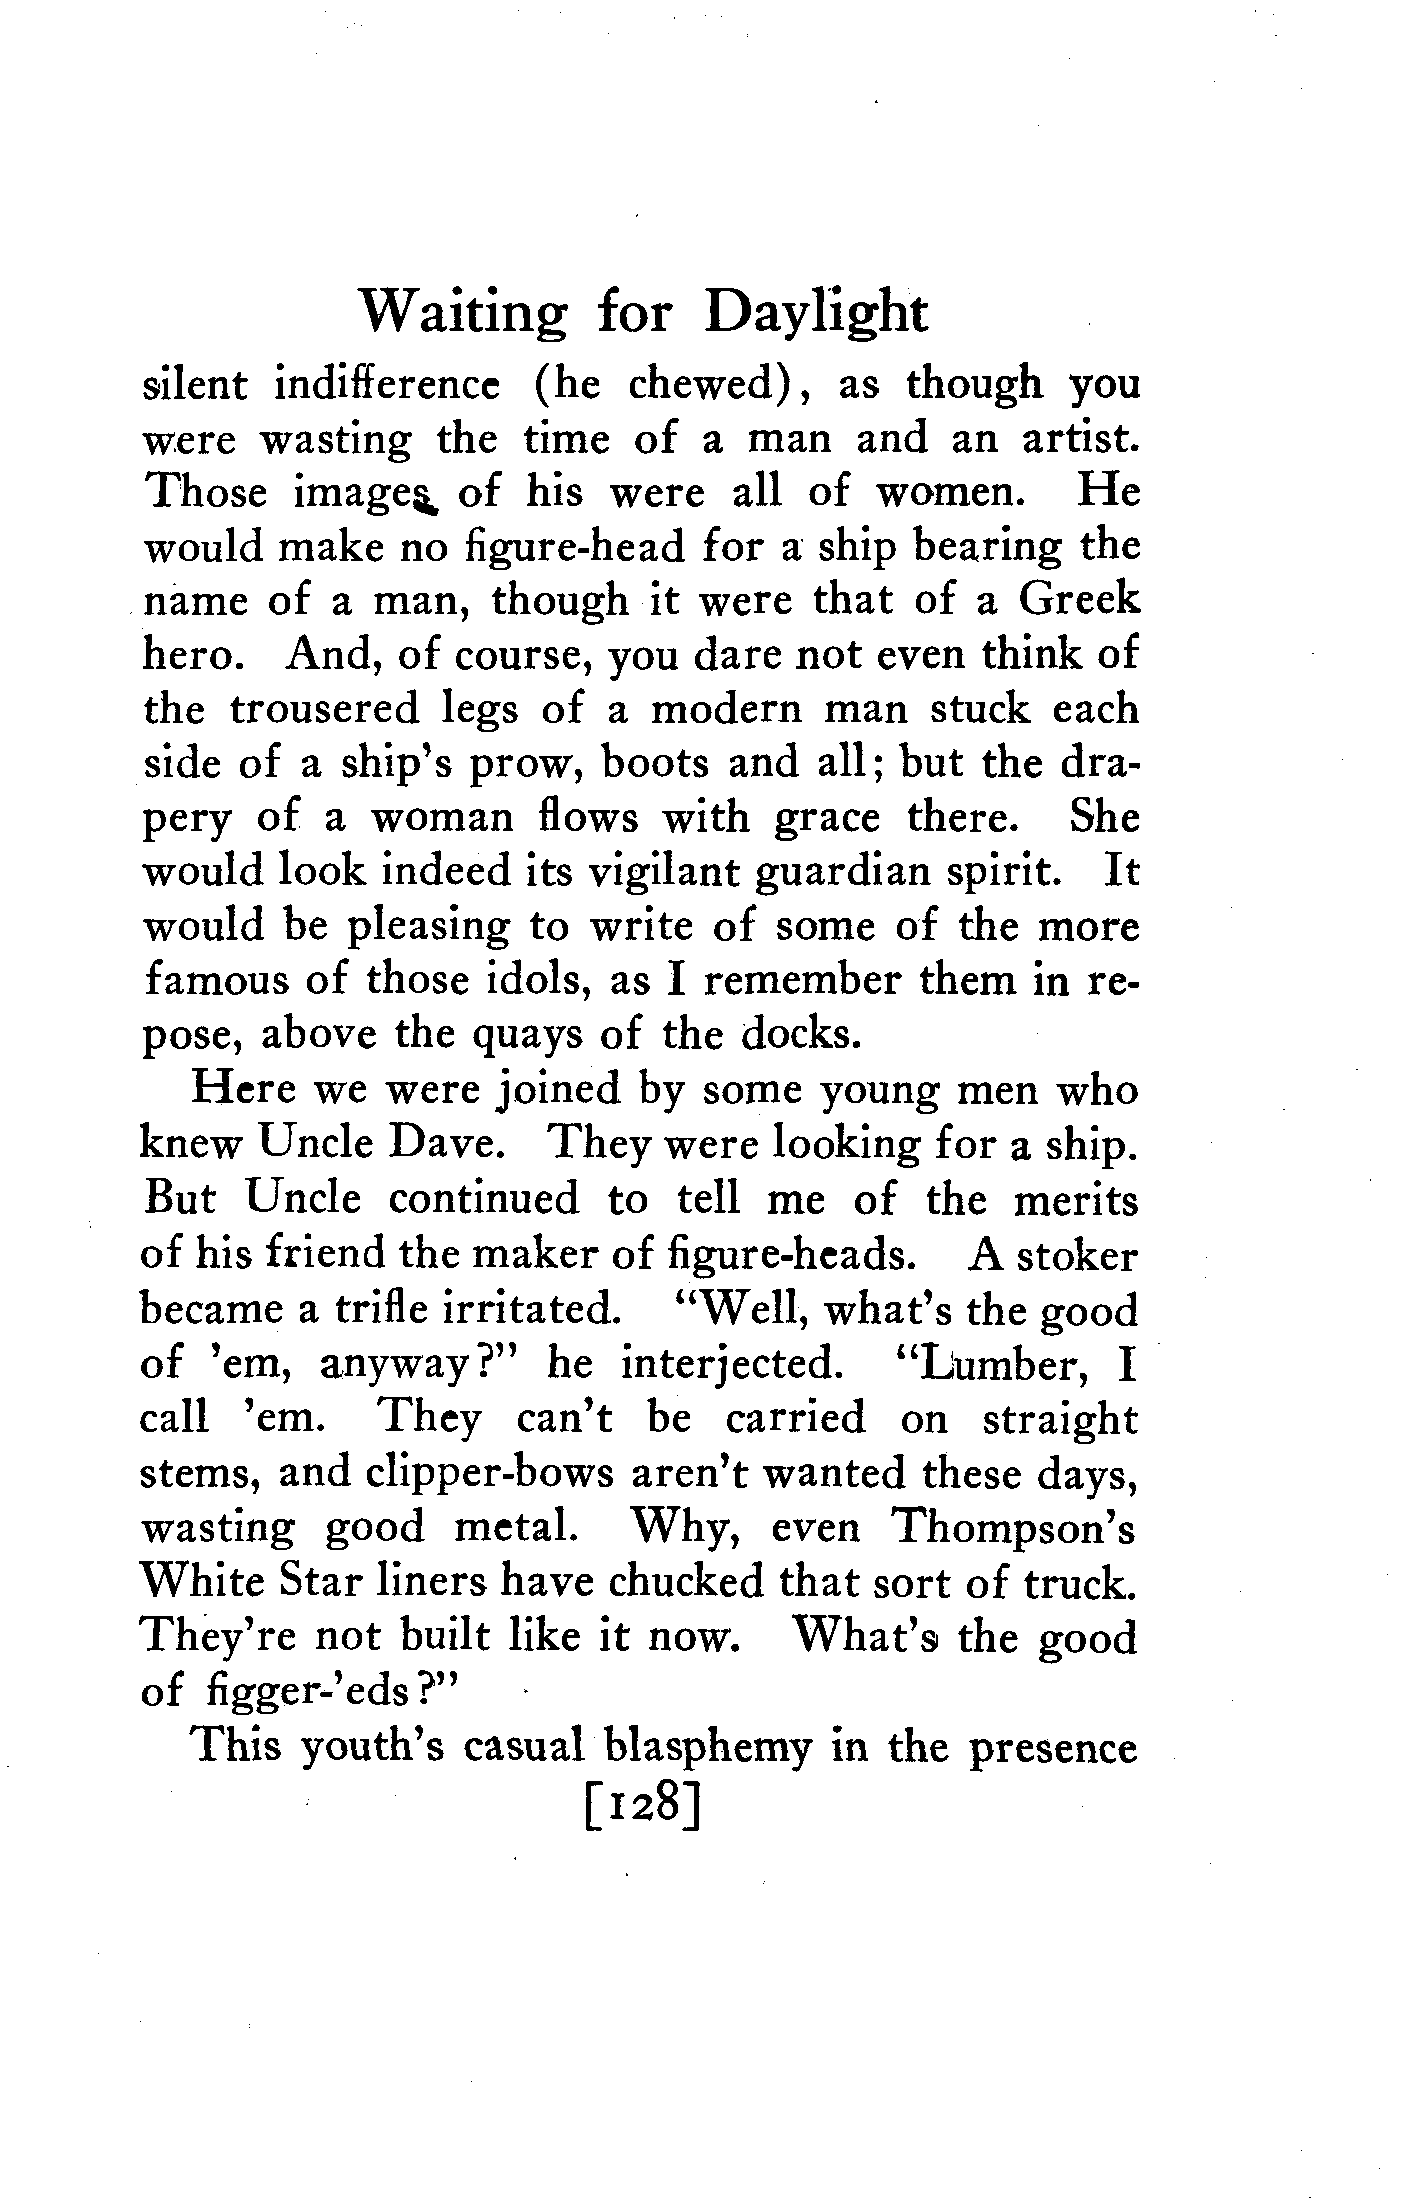 Waiting for Daylight
silent indifference (he chewed), as though you
were wasting the time of a man and an artist.
Those images of his were all of women. He
would make no figure-head for a ship bearing the
name of a man, though it were that of a Greek
hero. And, of course, you dare not even think of
the trousered legs of a modern man stuck each
side of a ship's prow, boots and all; but the dra-
pery of a woman flows with grace there. She
would look indeed its vigilant guardian spirit. It
would be pleasing to write of some of the more
famous of those idols, as I remember them in re-
pose, above the quays of the docks.
Here we were joined by some young men who
knew Uncle Dave. They were looking for a ship.
But Uncle continued to tell me of the merits
of his friend the maker of figure-heads. A stoker
became a trifle irritated. “Well, what's the good
of 'em, anyway?” he interjected. “Lumber, I
call 'em. They can't be carried on straight
stems, and clipper-bows aren't wanted these days,
wasting good metal. Why, even Thompson's
White Star liners have chucked that sort of truck.
They're not built like it now. What's the good
of figger-'eds?”
This youth's casual blasphemy in the presence
[128]